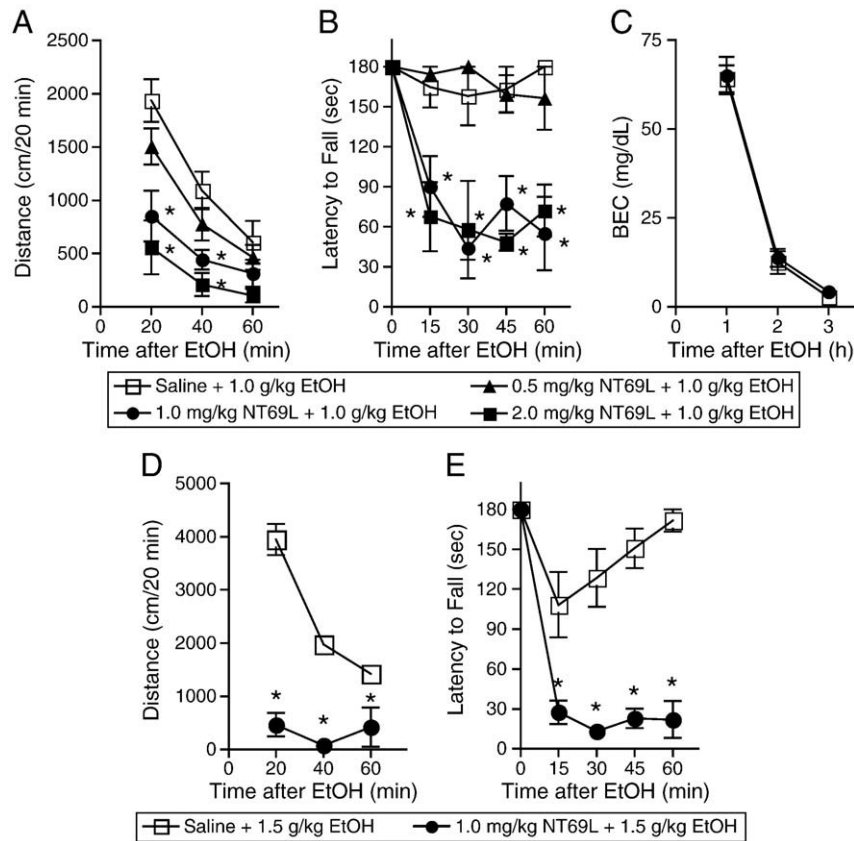 A
B
C
2500
2000
1500
1000
500
0
Distance (cm/20 min)
* * * *
0 20 40 60
Time after EtOH (min)
180
150
120
90
60
30
0
Latency to Fall (sec)
* * * * * * * *
0 15 30 45 60
Time after EtOH (min)
75
50
25
0
BEC (mg/dL)
0 1 2 3
Time after EtOH (h)
Saline + 1.0 g/kg EtOH
0.5 mg/kg NT69L + 1.0 g/kg EtOH
1.0 mg/kg NT69L + 1.0 g/kg EtOH
2.0 mg/kg NT69L + 1.0 g/kg EtOH
D
E
5000
4000
3000
2000
1000
0
Distance (cm/20 min)
* * *
0 20 40 60
Time after EtOH (min)
180
150
120
90
60
30
0
Latency to Fall (sec)
* * * *
0 15 30 45 60
Time after EtOH (min)
Saline + 1.5 g/kg EtOH
1.0 mg/kg NT69L + 1.5 g/kg EtOH